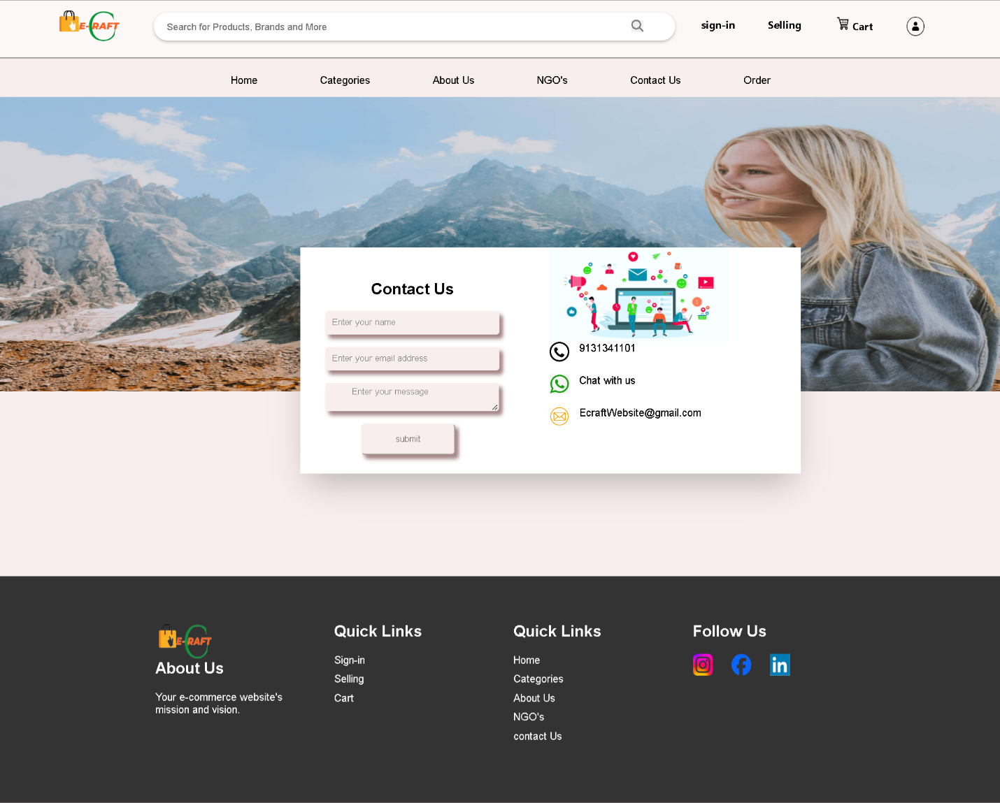 E-CRAFT
Search for Products, Brands and More
sign-in
Selling
Cart
Home
Categories
About Us
NGO's
Contact Us
Order
Contact Us
Enter your name
Enter your email address
Enter your message
submit
9131341101
Chat with us
EcraftWebsite@gmail.com
E-CRAFT
About Us
Your e-commerce website's
mission and vision.
Quick Links
Sign-in
Selling
Cart
Quick Links
Home
Categories
About Us
NGO's
contact Us
Follow Us
in